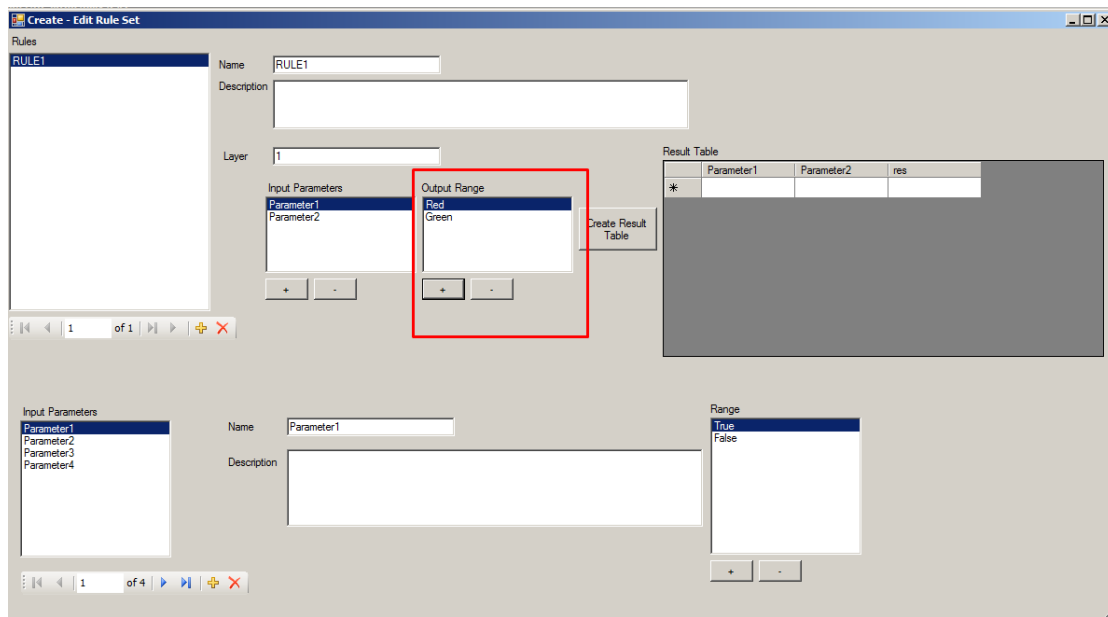 Create - Edit Rule Set
Rules
RULE1
Name
RULE1
Description
Layer
1
Input Parameters
Parameter1
Parameter2
+
-
Output Range
Red
Green
+
-
Create Result
Table
Result Table
Parameter1 Parameter2 res
*
1 of 1
Input Parameters
Parameter1
Parameter2
Parameter3
Parameter4
Name
Parameter1
Description
Range
True
False
+
-
1 of 4